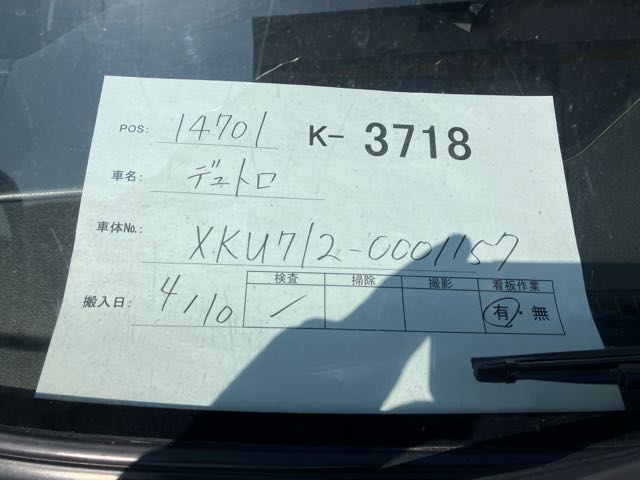 POS: 14701 K- 3718
車名: デュトロ
車体No.: XKU712-0001157
搬入日: 4/10
検査 掃除 撮影 看板作業
／ 有・無